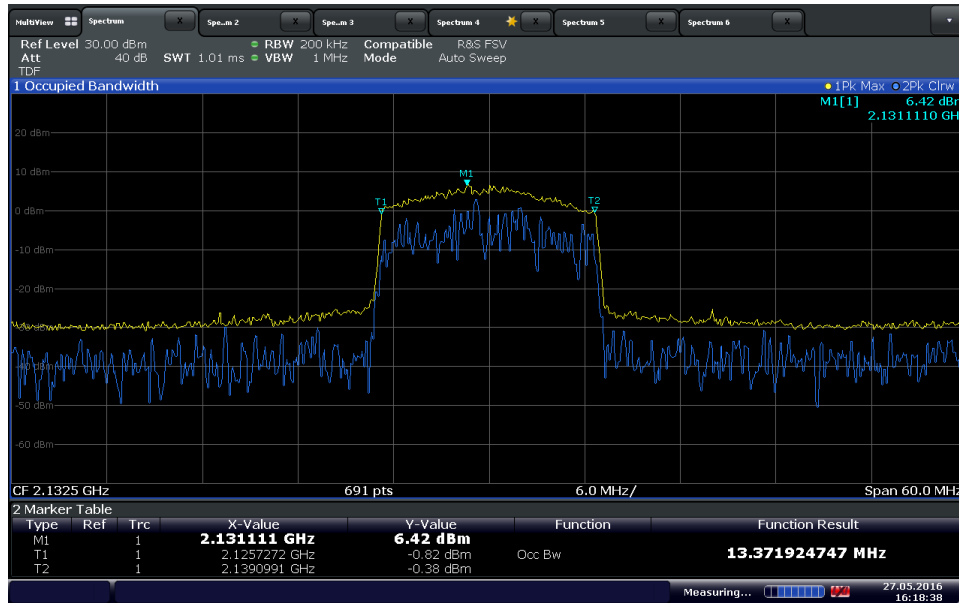 MultiView Spectrum X Spe...m 2 X Spe...m 3 X Spectrum 4 X Spectrum 5 X Spectrum 6 X
Ref Level 30.00 dBm RBW 200 kHz Compatible R&S FSV
Att 40 dB SWT 1.01 ms VBW 1 MHz Mode Auto Sweep
TDF
1 Occupied Bandwidth 1Pk Max 2Pk Clrw
M1[1] 6.42 dBr
2.1311110 GH
20 dBm
10 dBm
M1
T1 T2
0 dBm
-10 dBm
-20 dBm
-40 dBm
-50 dBm
-60 dBm
CF 2.1325 GHz 691 pts 6.0 MHz/ Span 60.0 MHz
2 Marker Table
Type Ref Trc X-Value Y-Value Function Function Result
M1 1 2.131111 GHz 6.42 dBm
T1 1 2.1257272 GHz -0.82 dBm Occ Bw 13.371924747 MHz
T2 1 2.1390991 GHz -0.38 dBm
Measuring... 27.05.2016
16:18:38